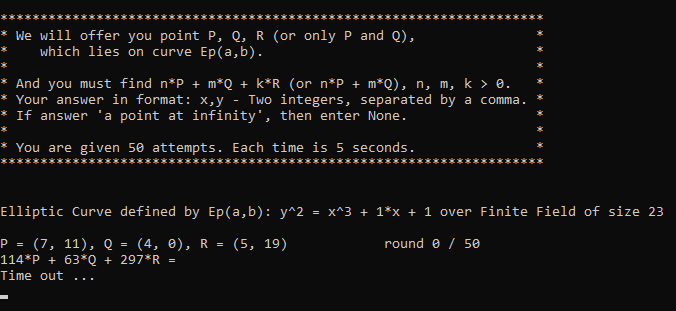 ********************************************************************
* We will offer you point P, Q, R (or only P and Q), *
* which lies on curve Ep(a,b). *
* *
* And you must find n*P + m*Q + k*R (or n*P + m*Q), n, m, k > 0. *
* Your answer in format: x,y - Two integers, separated by a comma. *
* If answer 'a point at infinity', then enter None. *
* *
* You are given 50 attempts. Each time is 5 seconds. *
********************************************************************
Elliptic Curve defined by Ep(a,b): y^2 = x^3 + 1*x + 1 over Finite Field of size 23
P = (7, 11), Q = (4, 0), R = (5, 19) round 0 / 50
114*P + 63*Q + 297*R =
Time out ...